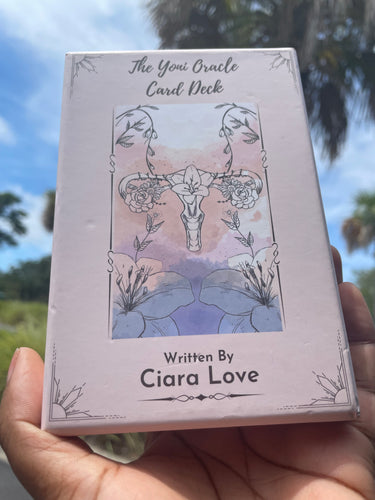 The Yoni Oracle
Card Deck
Written By
Ciara Love